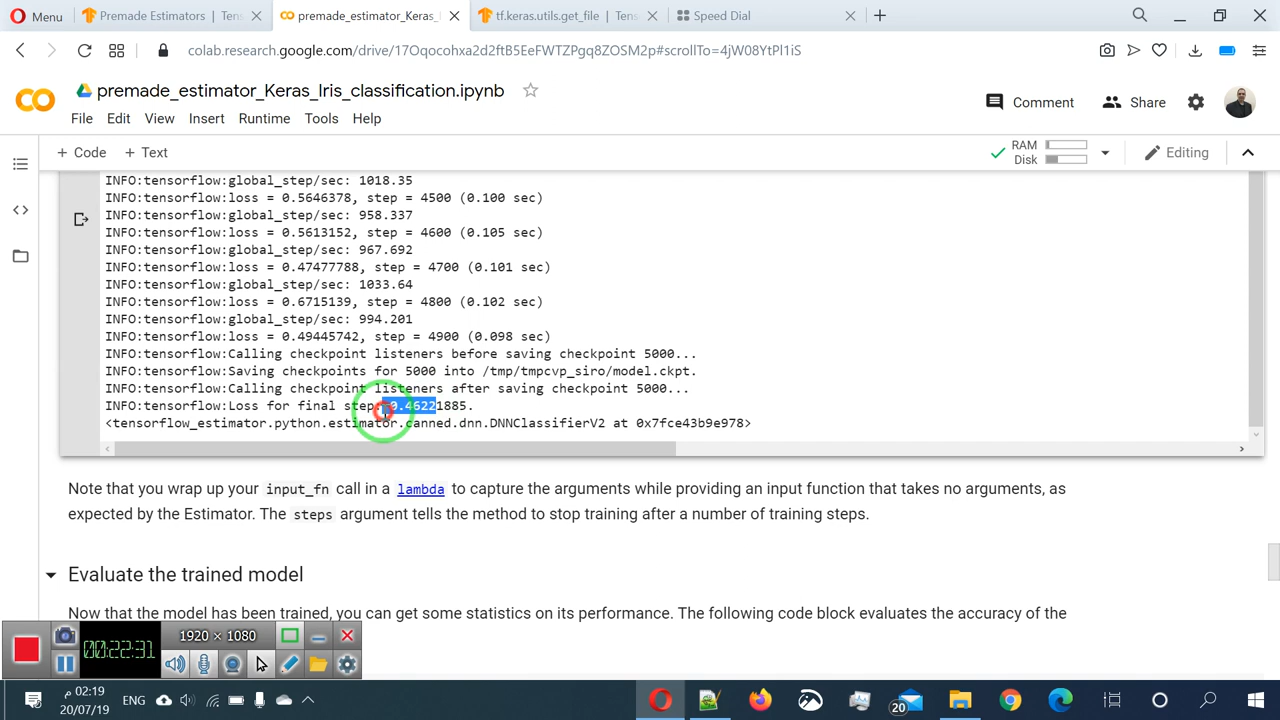 Menu
Premade Estimators | Tens
premade_estimator_Keras_I
tf.keras.utils.get_file | Tens
Speed Dial
colab.research.google.com/drive/17Oqocohxa2d2ftB5EeFWTZPgq8ZOSM2p#scrollTo=4jW08YtPl1iS
premade_estimator_Keras_Iris_classification.ipynb
Comment
Share
File Edit View Insert Runtime Tools Help
+ Code + Text
RAM
Disk
Editing
INFO:tensorflow:global_step/sec: 1018.35
INFO:tensorflow:loss = 0.5646378, step = 4500 (0.100 sec)
INFO:tensorflow:global_step/sec: 958.337
INFO:tensorflow:loss = 0.5613152, step = 4600 (0.105 sec)
INFO:tensorflow:global_step/sec: 967.692
INFO:tensorflow:loss = 0.47477788, step = 4700 (0.101 sec)
INFO:tensorflow:global_step/sec: 1033.64
INFO:tensorflow:loss = 0.6715139, step = 4800 (0.102 sec)
INFO:tensorflow:global_step/sec: 994.201
INFO:tensorflow:loss = 0.49445742, step = 4900 (0.098 sec)
INFO:tensorflow:Calling checkpoint listeners before saving checkpoint 5000...
INFO:tensorflow:Saving checkpoints for 5000 into /tmp/tmpcvp_siro/model.ckpt.
INFO:tensorflow:Calling checkpoint listeners after saving checkpoint 5000...
INFO:tensorflow:Loss for final step: 0.46221885.
<tensorflow_estimator.python.estimator.canned.dnn.DNNClassifierV2 at 0x7fce43b9e978>
Note that you wrap up your input_fn call in a lambda to capture the arguments while providing an input function that takes no arguments, as
expected by the Estimator. The steps argument tells the method to stop training after a number of training steps.
Evaluate the trained model
Now that the model has been trained, you can get some statistics on its performance. The following code block evaluates the accuracy of the
1920 × 1080
00:22:31
02:19 م
20/07/19
ENG
20